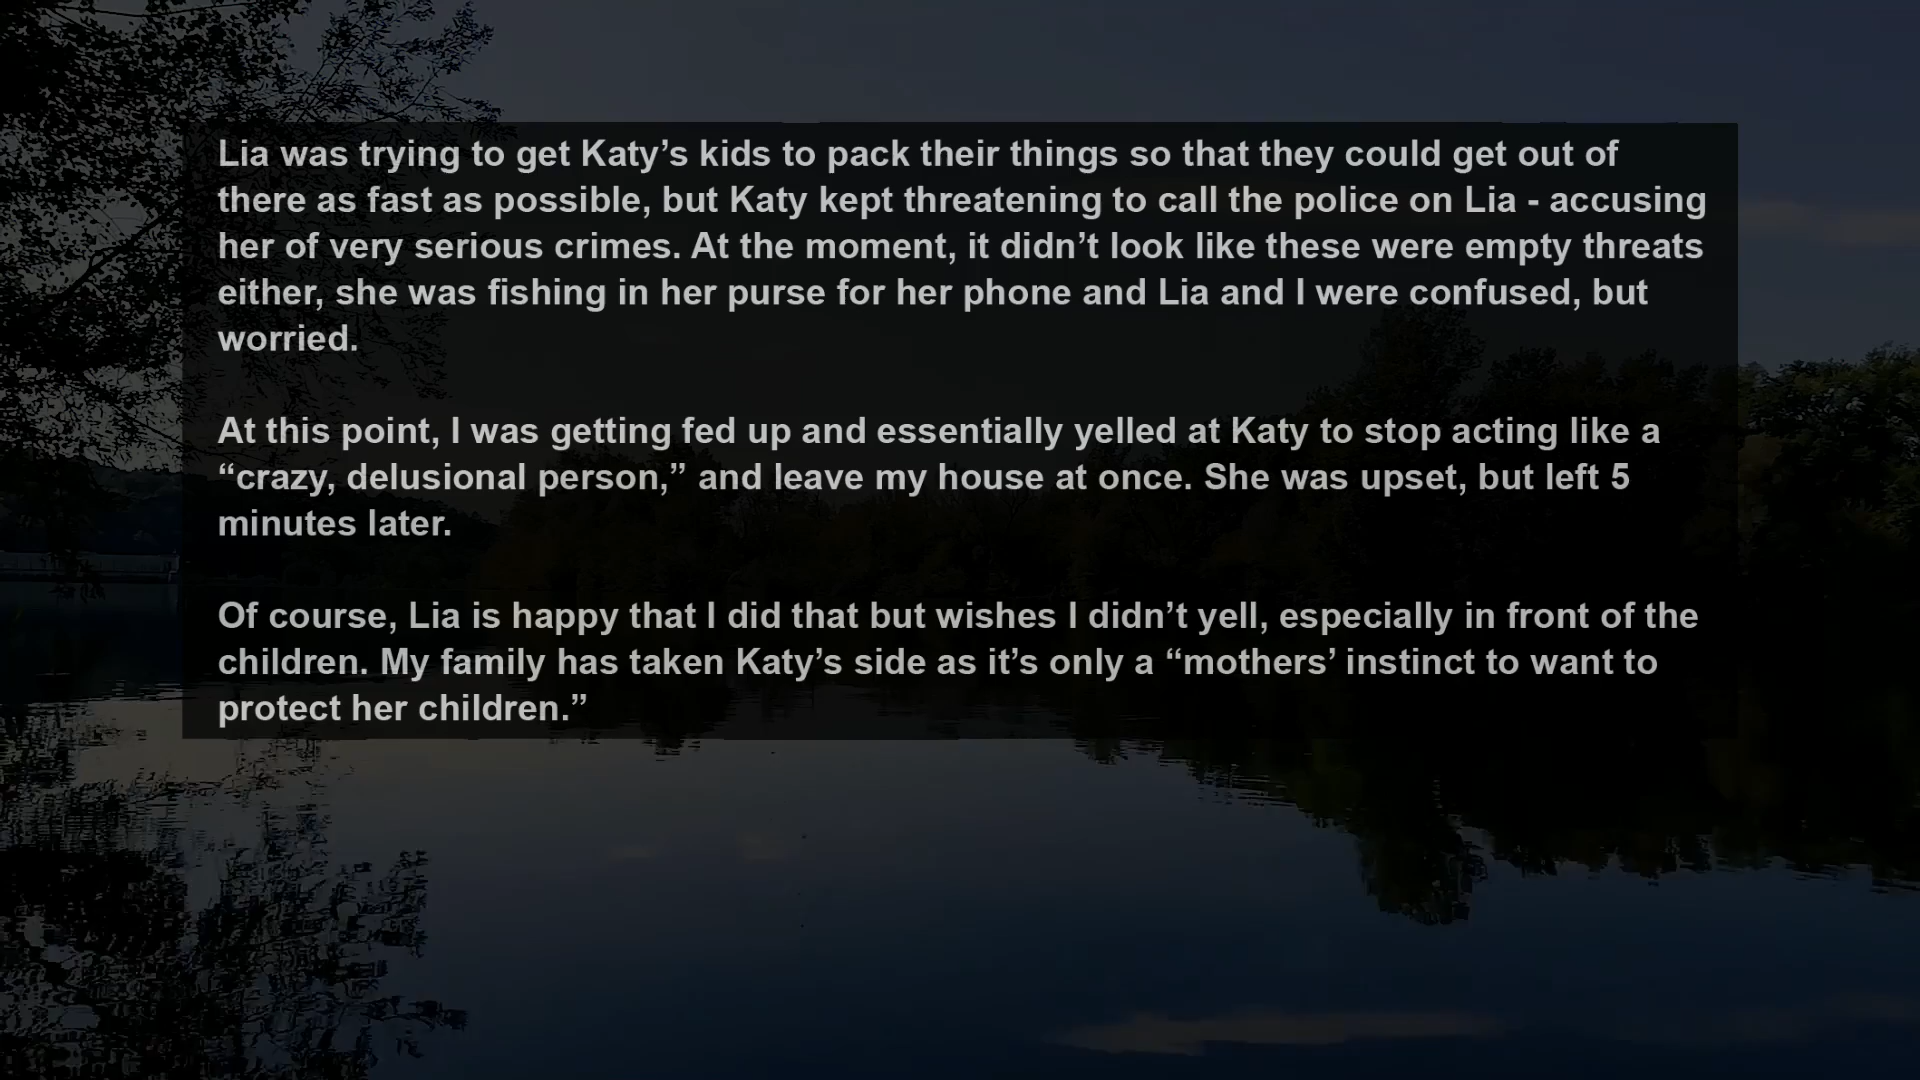 Lia was trying to get Katy’s kids to pack their things so that they could get out of
there as fast as possible, but Katy kept threatening to call the police on Lia - accusing
her of very serious crimes. At the moment, it didn’t look like these were empty threats
either, she was fishing in her purse for her phone and Lia and I were confused, but
worried.
At this point, I was getting fed up and essentially yelled at Katy to stop acting like a
“crazy, delusional person,” and leave my house at once. She was upset, but left 5
minutes later.
Of course, Lia is happy that I did that but wishes I didn’t yell, especially in front of the
children. My family has taken Katy’s side as it’s only a “mothers’ instinct to want to
protect her children.”